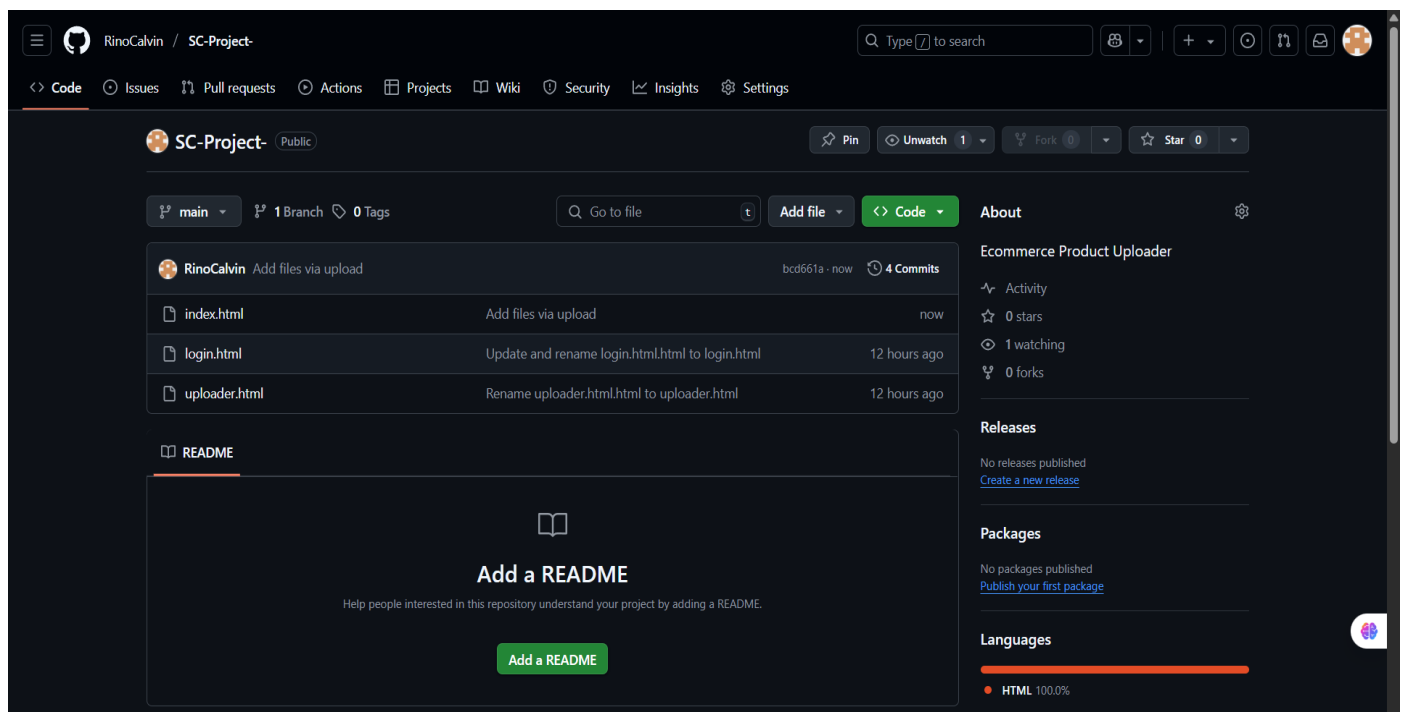 RinoCalvin / SC-Project-
Type / to search
Code Issues Pull requests Actions Projects Wiki Security Insights Settings
SC-Project- Public
Pin Unwatch 1 Fork 0 Star 0
main 1 Branch 0 Tags
Go to file t Add file Code
RinoCalvin Add files via upload bcd661a · now 4 Commits
index.html Add files via upload now
login.html Update and rename login.html.html to login.html 12 hours ago
uploader.html Rename uploader.html.html to uploader.html 12 hours ago
README
Add a README
Help people interested in this repository understand your project by adding a README.
Add a README
About
Ecommerce Product Uploader
Activity
0 stars
1 watching
0 forks
Releases
No releases published
Create a new release
Packages
No packages published
Publish your first package
Languages
HTML 100.0%